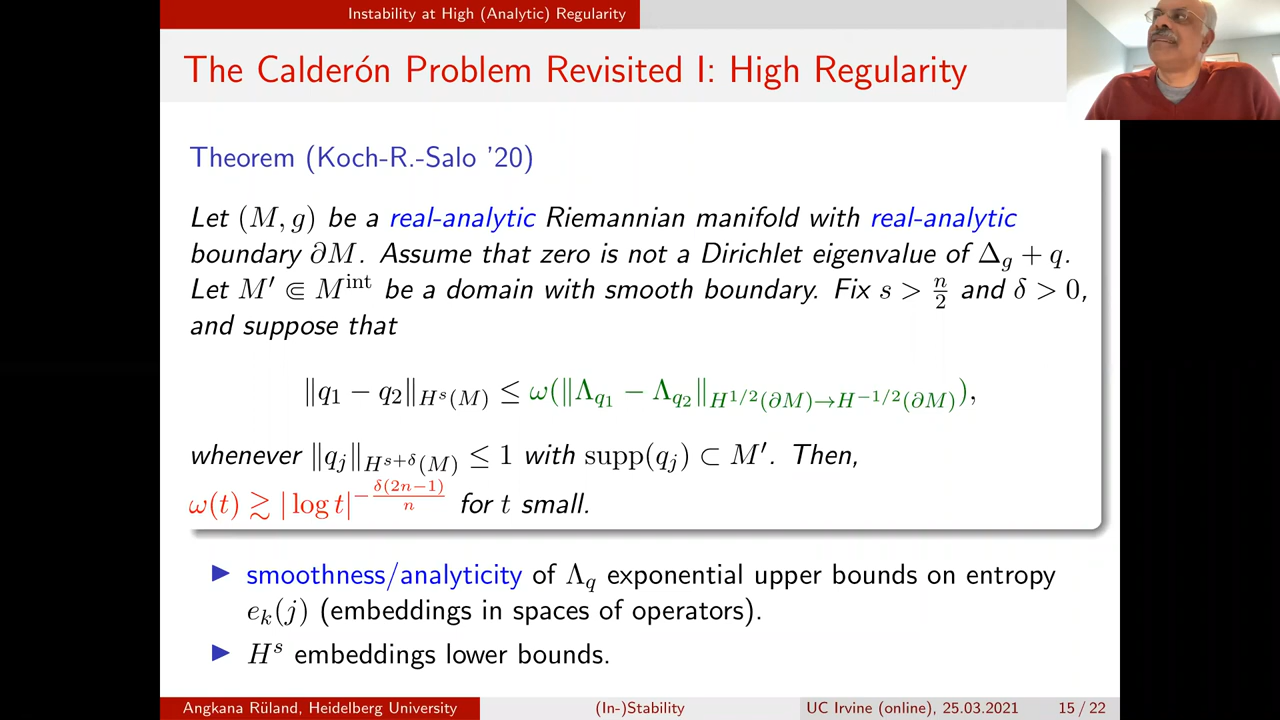 Instability at High (Analytic) Regularity
The Calderón Problem Revisited I: High Regularity
Theorem (Koch-R.-Salo '20)
Let (M, g) be a real-analytic Riemannian manifold with real-analytic
boundary ∂M. Assume that zero is not a Dirichlet eigenvalue of Δ_g + q.
Let M′ ⋐ M^int be a domain with smooth boundary. Fix s > n/2 and δ > 0,
and suppose that
‖q₁ − q₂‖_{H^s(M)} ≤ ω(‖Λ_{q₁} − Λ_{q₂}‖_{H^{1/2}(∂M)→H^{−1/2}(∂M)}),
whenever ‖q_j‖_{H^{s+δ}(M)} ≤ 1 with supp(q_j) ⊂ M′. Then,
ω(t) ≳ |log t|^{−δ(2n−1)/n} for t small.
▶ smoothness/analyticity of Λ_q exponential upper bounds on entropy
e_k(j) (embeddings in spaces of operators).
▶ H^s embeddings lower bounds.
Angkana Rüland, Heidelberg University (In-)Stability UC Irvine (online), 25.03.2021 15 / 22